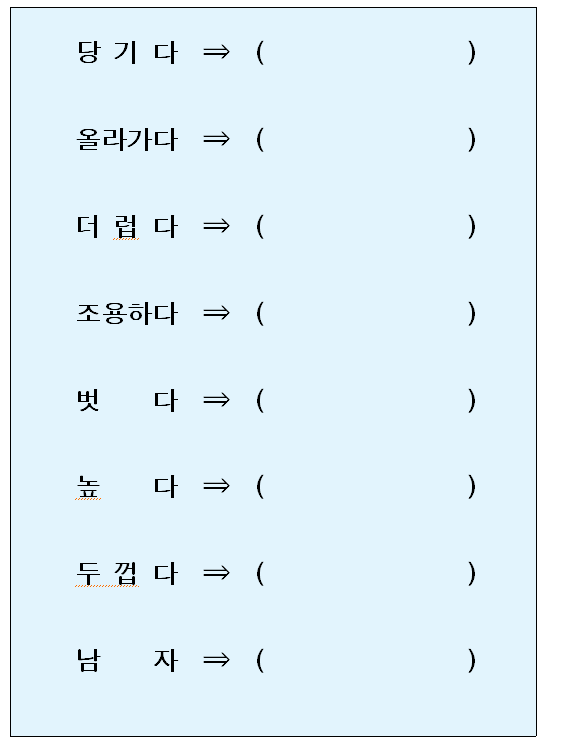 당 기 다 ⇒ ( )
올라가다 ⇒ ( )
더 럽 다 ⇒ ( )
조용하다 ⇒ ( )
벗 다 ⇒ ( )
높 다 ⇒ ( )
두 껍 다 ⇒ ( )
남 자 ⇒ ( )